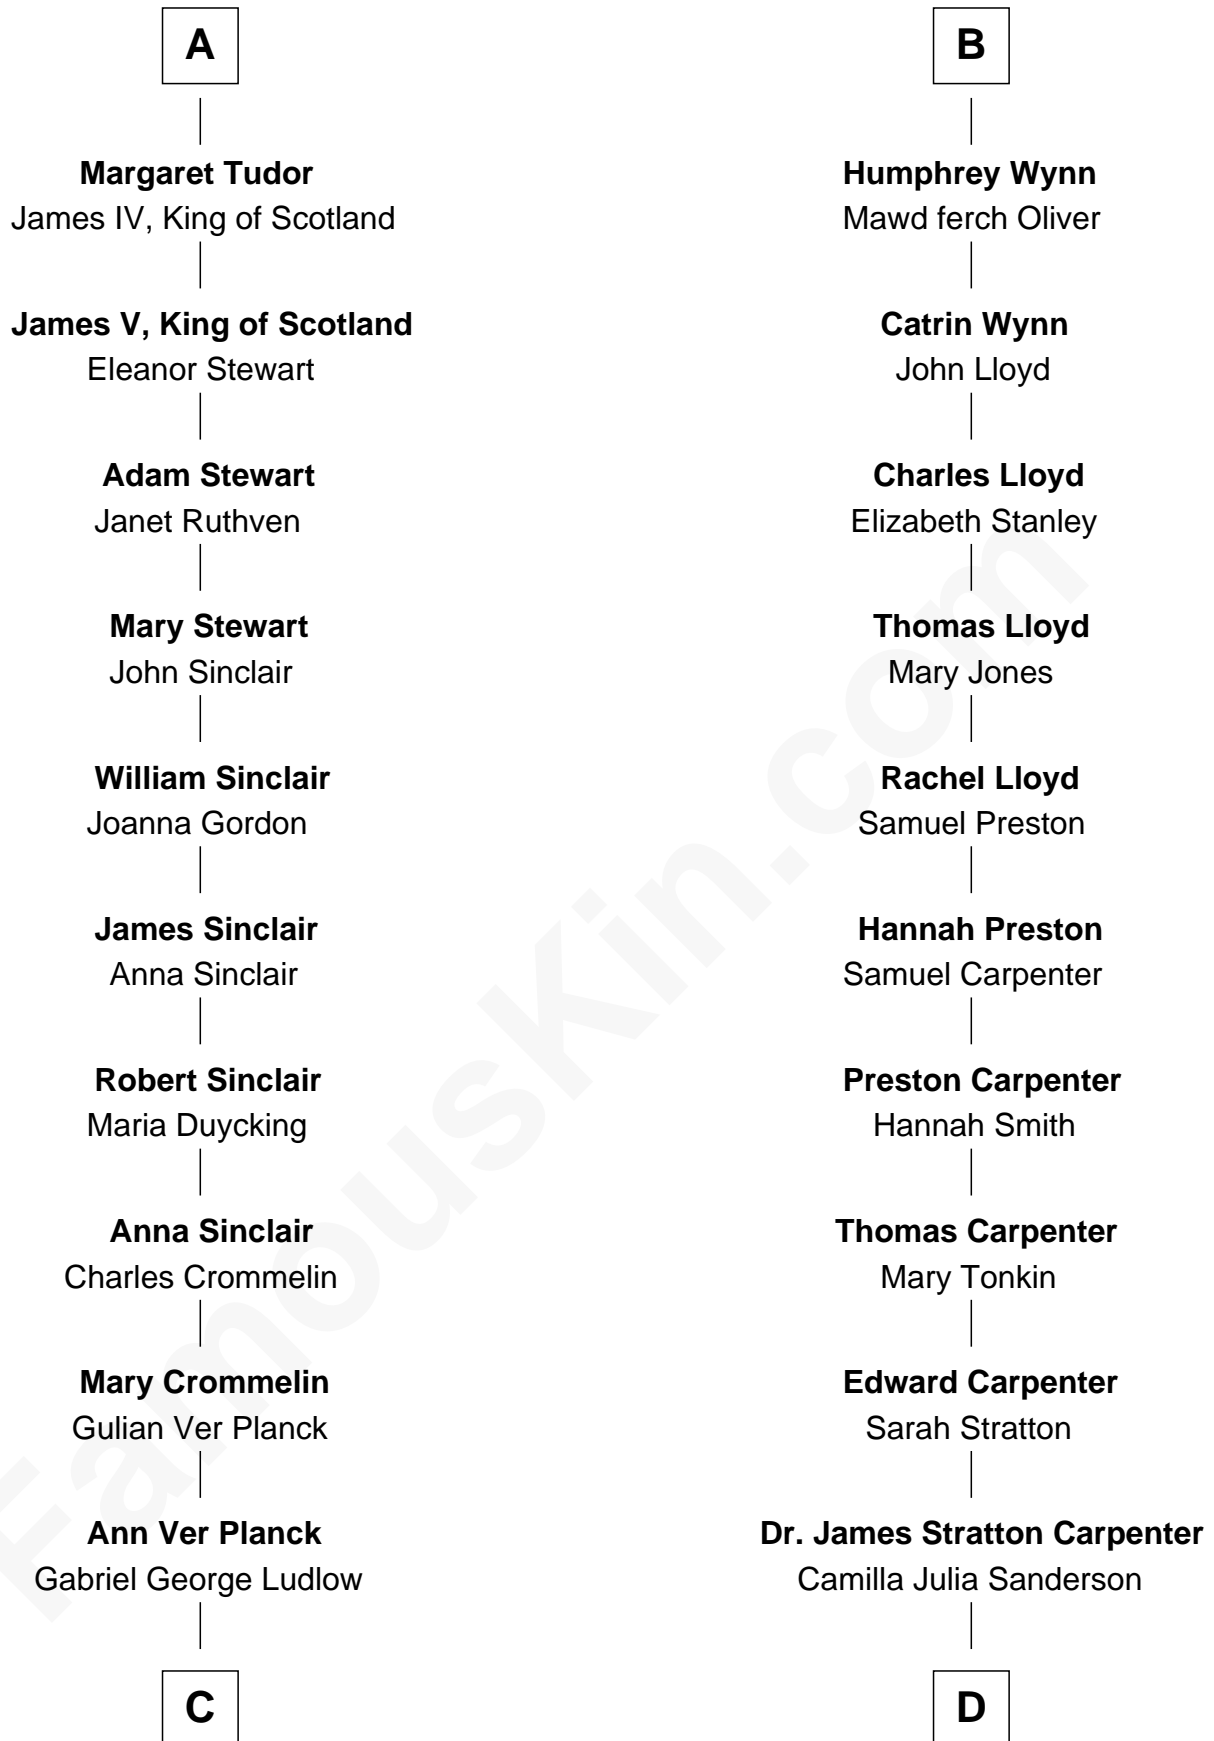 A
Margaret Tudor
James IV, King of Scotland
James V, King of Scotland
Eleanor Stewart
Adam Stewart
Janet Ruthven
Mary Stewart
John Sinclair
William Sinclair
Joanna Gordon
James Sinclair
Anna Sinclair
Robert Sinclair
Maria Duycking
Anna Sinclair
Charles Crommelin
Mary Crommelin
Gulian Ver Planck
Ann Ver Planck
Gabriel George Ludlow
C
B
Humphrey Wynn
Mawd ferch Oliver
Catrin Wynn
John Lloyd
Charles Lloyd
Elizabeth Stanley
Thomas Lloyd
Mary Jones
Rachel Lloyd
Samuel Preston
Hannah Preston
Samuel Carpenter
Preston Carpenter
Hannah Smith
Thomas Carpenter
Mary Tonkin
Edward Carpenter
Sarah Stratton
Dr. James Stratton Carpenter
Camilla Julia Sanderson
D
FamousKin.com